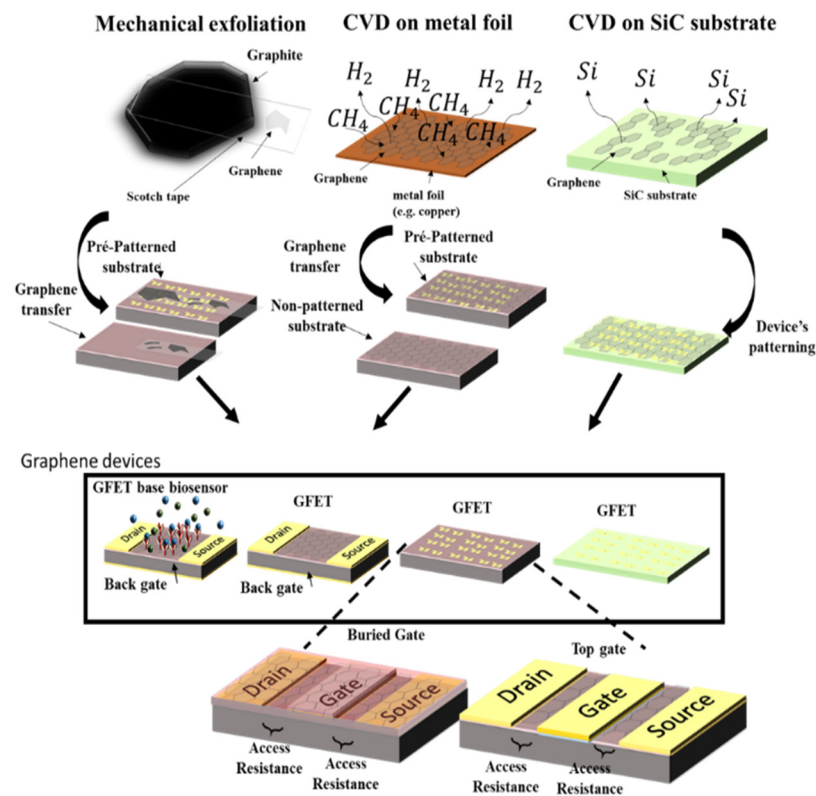 Mechanical exfoliation
CVD on metal foil
CVD on SiC substrate
Graphite
Graphene
Scotch tape
H₂
H₂
H₂
H₂
CH₄
CH₄
CH₄
CH₄
CH₄
Graphene
metal foil
(e.g. copper)
Si
Si
Si
Si
Graphene
SiC substrate
Pré-Patterned
substrate
Graphene
transfer
Graphene
transfer
Pré-Patterned
substrate
Non-patterned
substrate
Device's
patterning
Graphene devices
GFET base biosensor
Drain
Source
Back gate
GFET
Drain
Source
Back gate
GFET
GFET
Buried Gate
Drain
Gate
Source
Access
Resistance
Access
Resistance
Top gate
Drain
Gate
Source
Access
Resistance
Access
Resistance